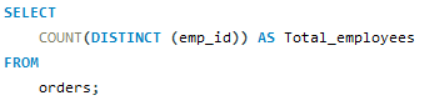 SELECT
    COUNT(DISTINCT (emp_id)) AS Total_employees
FROM
    orders;